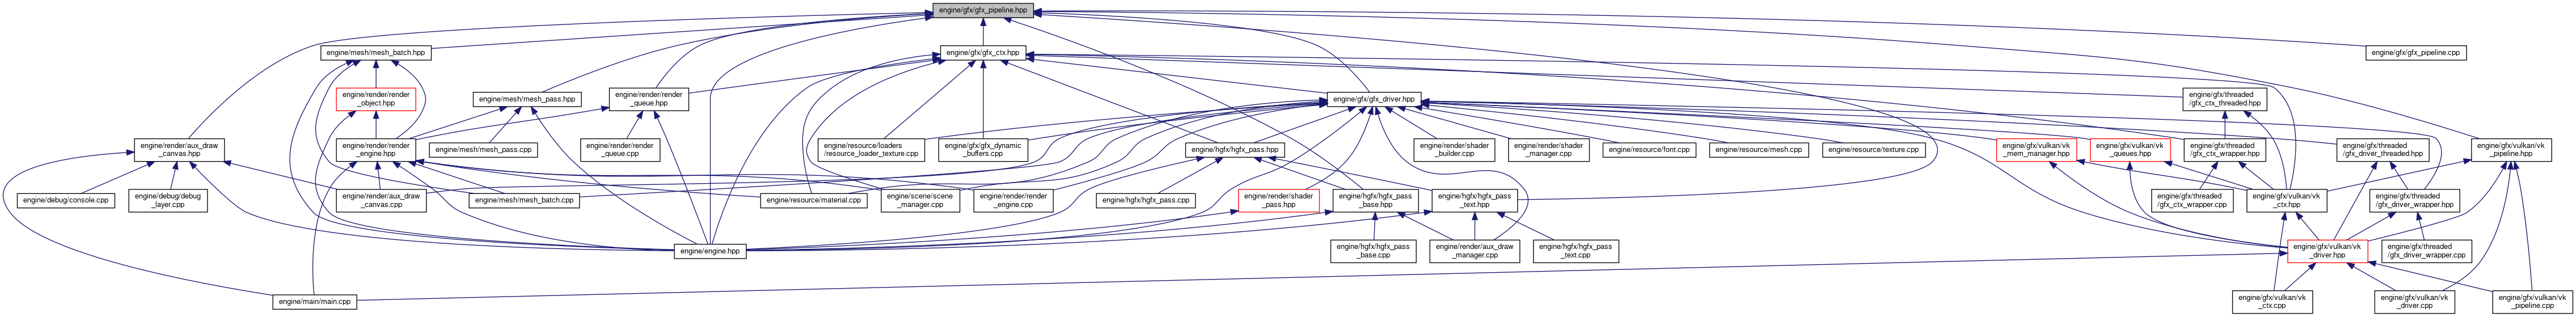 engine/gfx/gfx_pipeline.hpp
engine/mesh/mesh_batch.hpp
engine/gfx/gfx_ctx.hpp
engine/gfx/gfx_pipeline.cpp
engine/render/render
_object.hpp
engine/mesh/mesh_pass.hpp
engine/render/render
_queue.hpp
engine/gfx/gfx_driver.hpp
engine/gfx/threaded
/gfx_ctx_threaded.hpp
engine/render/aux_draw
_canvas.hpp
engine/render/render
_engine.hpp
engine/mesh/mesh_pass.cpp
engine/render/render
_queue.cpp
engine/resource/loaders
/resource_loader_texture.cpp
engine/gfx/gfx_dynamic
_buffers.cpp
engine/hgfx/hgfx_pass.hpp
engine/render/shader
_builder.cpp
engine/render/shader
_manager.cpp
engine/resource/font.cpp
engine/resource/mesh.cpp
engine/resource/texture.cpp
engine/gfx/vulkan/vk
_mem_manager.hpp
engine/gfx/vulkan/vk
_queues.hpp
engine/gfx/threaded
/gfx_ctx_wrapper.hpp
engine/gfx/threaded
/gfx_driver_threaded.hpp
engine/gfx/vulkan/vk
_pipeline.hpp
engine/debug/console.cpp
engine/debug/debug
_layer.cpp
engine/render/aux_draw
_canvas.cpp
engine/mesh/mesh_batch.cpp
engine/resource/material.cpp
engine/scene/scene
_manager.cpp
engine/render/render
_engine.cpp
engine/hgfx/hgfx_pass.cpp
engine/render/shader
_pass.hpp
engine/hgfx/hgfx_pass
_base.hpp
engine/hgfx/hgfx_pass
_text.hpp
engine/gfx/threaded
/gfx_ctx_wrapper.cpp
engine/gfx/vulkan/vk
_ctx.hpp
engine/gfx/threaded
/gfx_driver_wrapper.hpp
engine/engine.hpp
engine/hgfx/hgfx_pass
_base.cpp
engine/render/aux_draw
_manager.cpp
engine/hgfx/hgfx_pass
_text.cpp
engine/gfx/vulkan/vk
_driver.hpp
engine/gfx/threaded
/gfx_driver_wrapper.cpp
engine/main/main.cpp
engine/gfx/vulkan/vk
_ctx.cpp
engine/gfx/vulkan/vk
_driver.cpp
engine/gfx/vulkan/vk
_pipeline.cpp